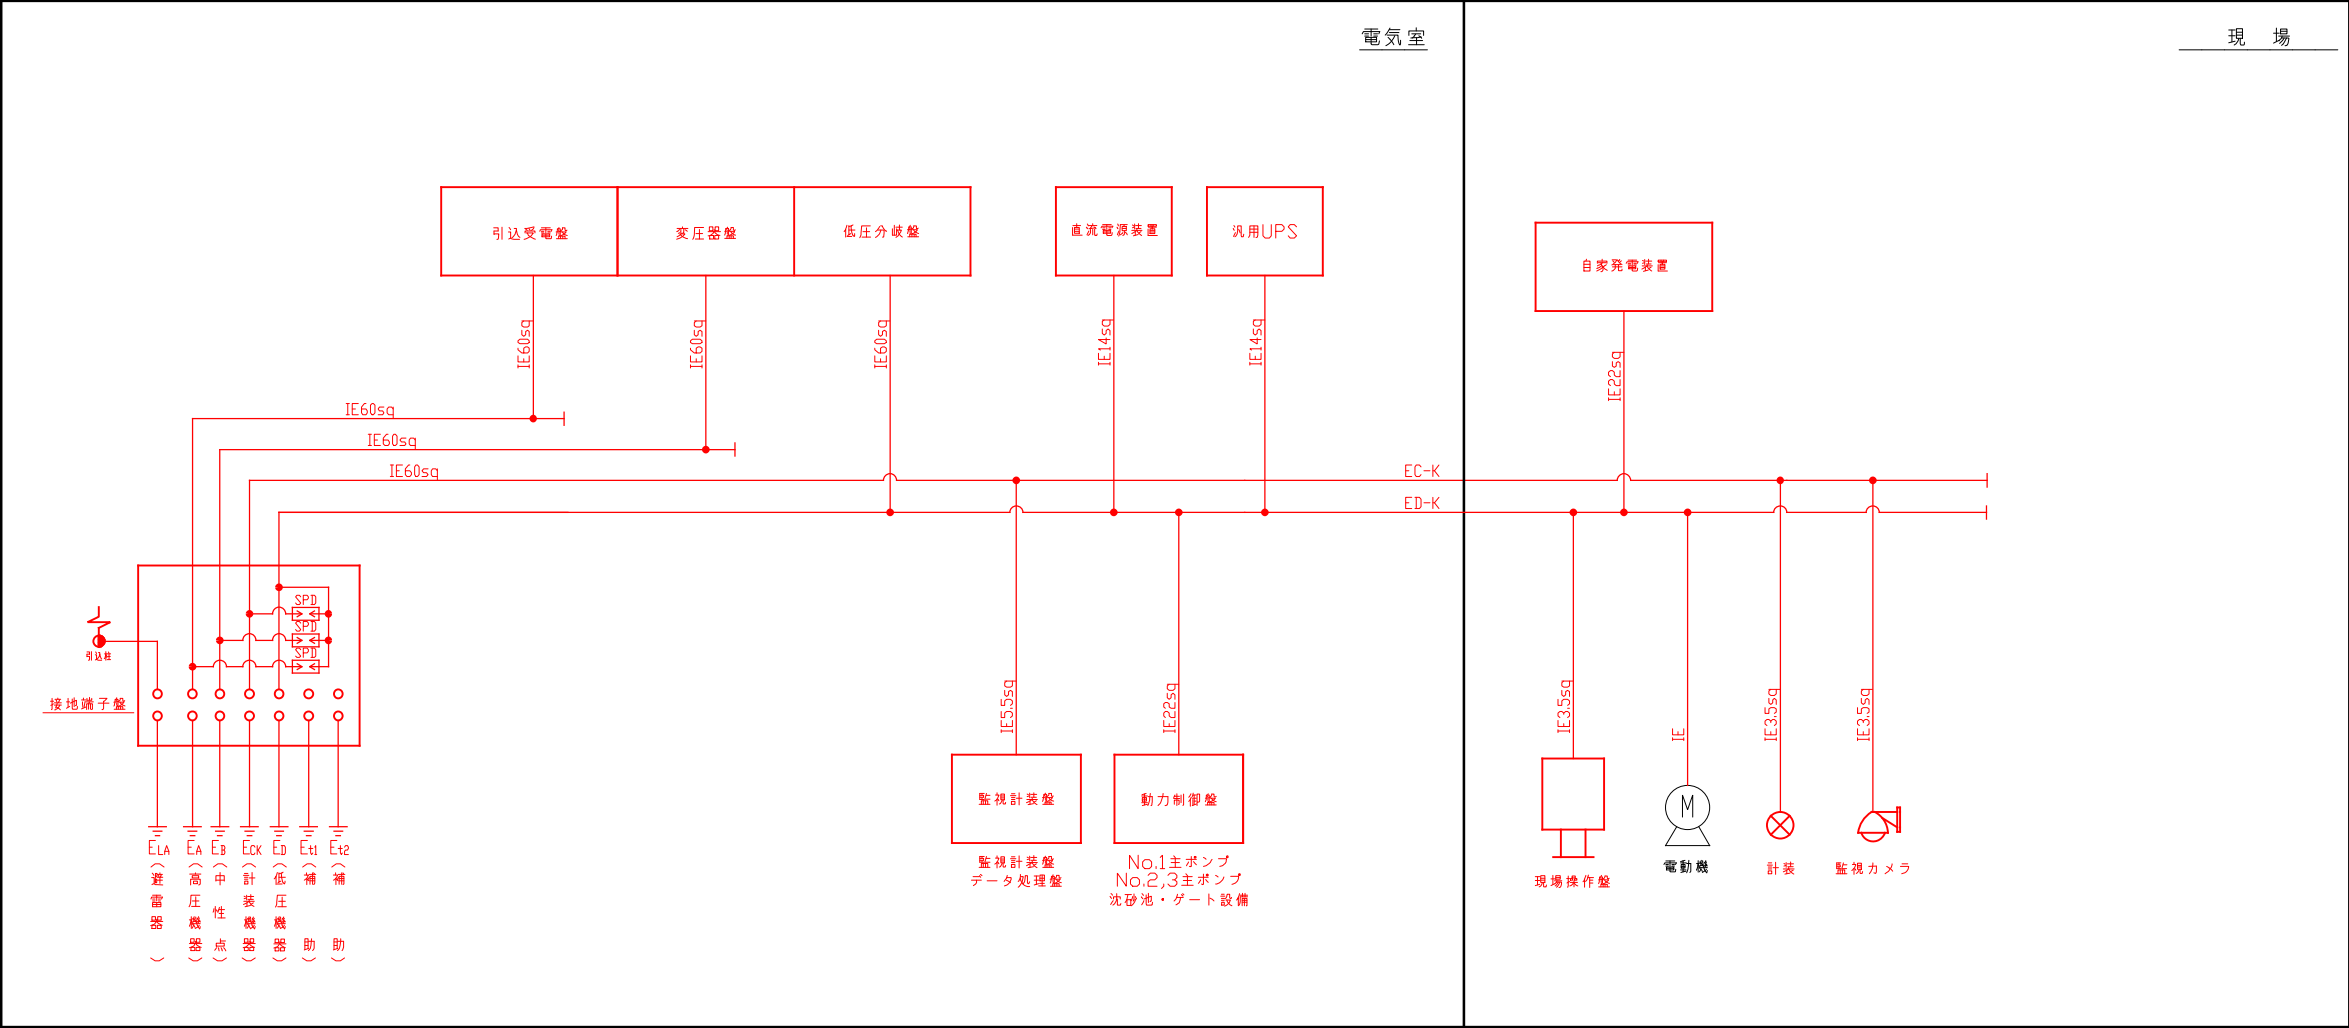 電気室
現 場
引込受電盤
変圧器盤
低圧分岐盤
直流電源装置
汎用UPS
自家発電装置
IE60sq
IE60sq
IE60sq
IE14sq
IE14sq
IE22sq
IE60sq
IE60sq
IE60sq
EC-K
ED-K
SPD
SPD
SPD
引込柱
接地端子盤
IE5.5sq
IE22sq
IE3.5sq
IE
IE3.5sq
IE3.5sq
監視計装盤
動力制御盤
M
監視計装盤
データ処理盤
No.1主ポンプ
No.2,3主ポンプ
沈砂池・ゲート設備
現場操作盤
電動機
計装
監視カメラ
ELA(避雷器)
EA(高圧機器)
EB(中性点)
ECK(計装機器)
ED(低圧機器)
Et1(補助)
Et2(補助)